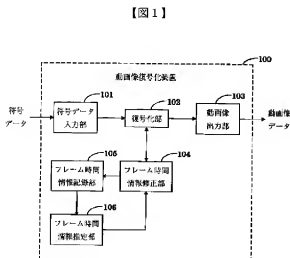 【図1】
100
動画像復号化装置
101
102
103
符号
データ
符号データ
入力部
復号化部
動画像
出力部
動画像
データ
105
104
フレーム時間
情報記録部
フレーム時間
情報修正部
106
フレーム時間
情報推定部